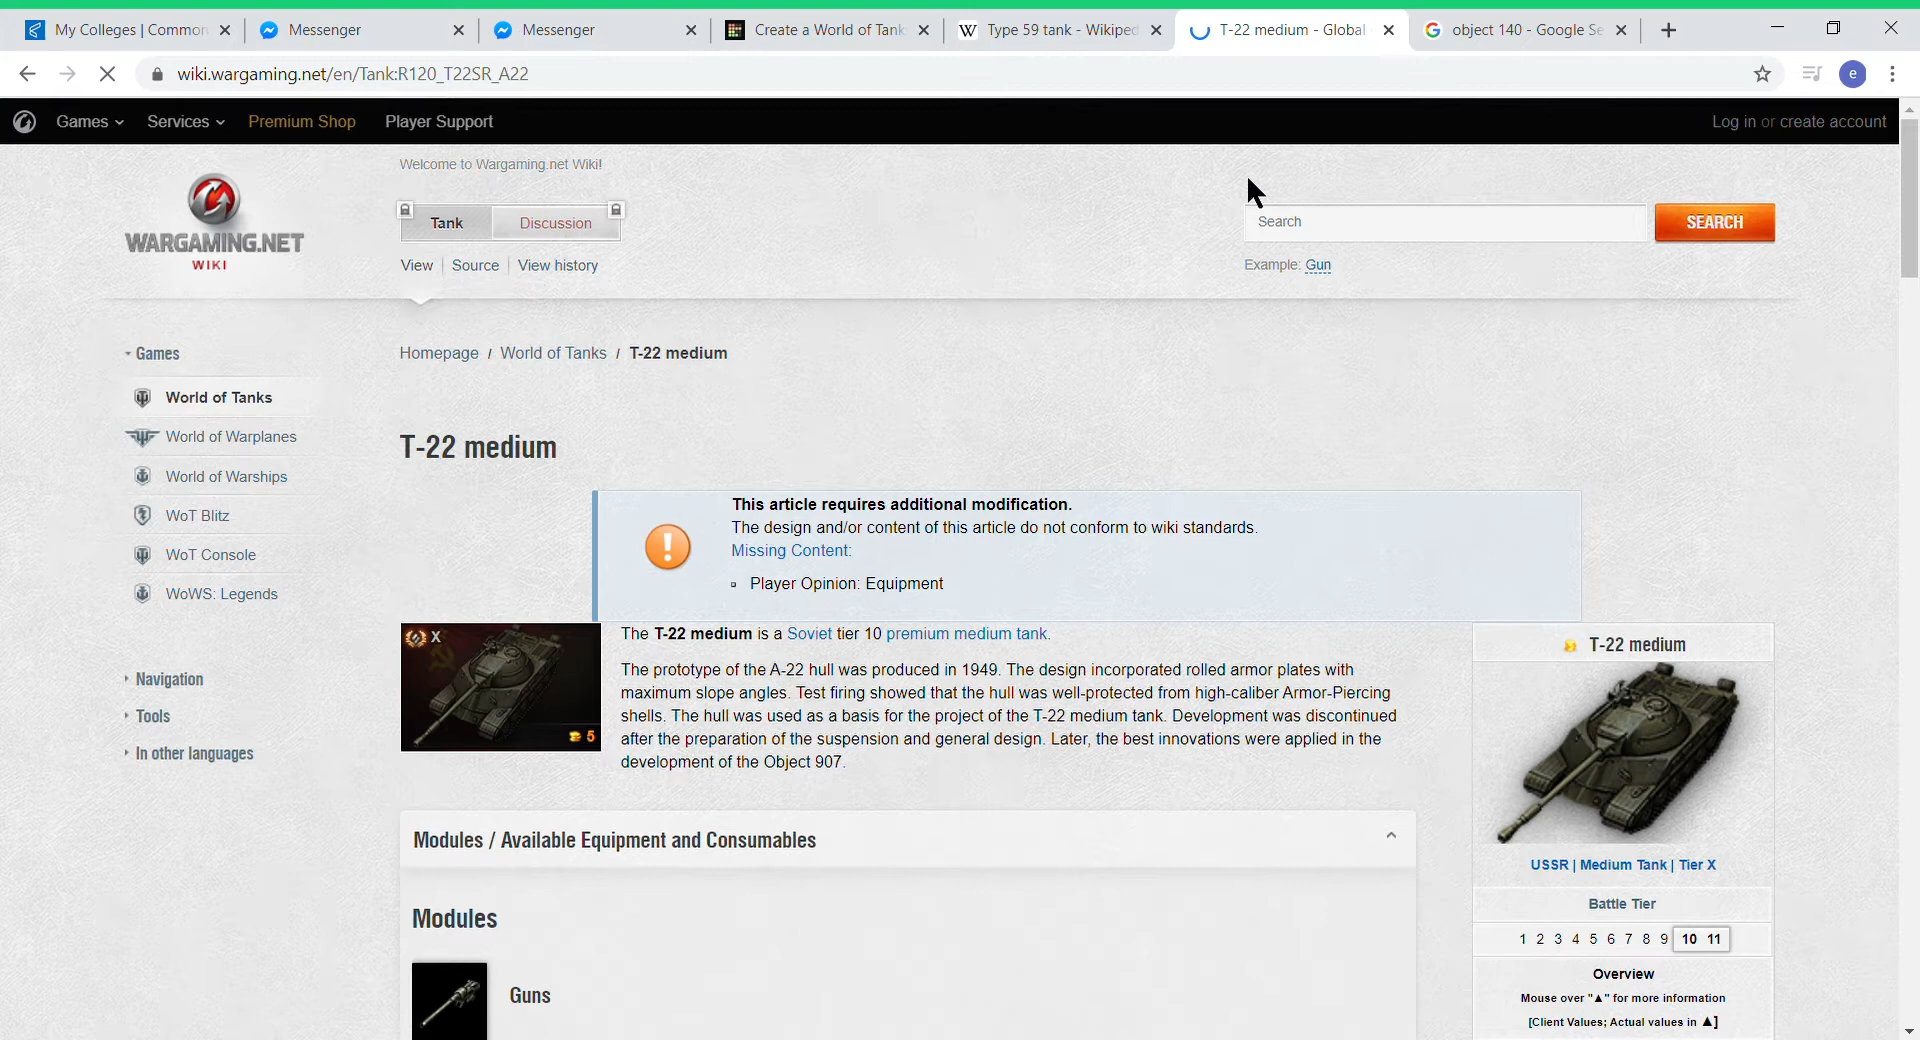 My Colleges | Common
Messenger
Messenger
Create a World of Tank
Type 59 tank - Wikiped
T-22 medium - Global
object 140 - Google Se
wiki.wargaming.net/en/Tank:R120_T22SR_A22
e
Games
Services
Premium Shop
Player Support
Log in or create account
Welcome to Wargaming.net Wiki!
WARGAMING.NET
WIKI
Tank
Discussion
Search
SEARCH
View
Source
View history
Example: Gun
Games
World of Tanks
World of Warplanes
World of Warships
WoT Blitz
WoT Console
WoWS: Legends
Navigation
Tools
In other languages
Homepage / World of Tanks / T-22 medium
T-22 medium
This article requires additional modification.
The design and/or content of this article do not conform to wiki standards.
Missing Content:
Player Opinion: Equipment
X
5
The T-22 medium is a Soviet tier 10 premium medium tank.
The prototype of the A-22 hull was produced in 1949. The design incorporated rolled armor plates with
maximum slope angles. Test firing showed that the hull was well-protected from high-caliber Armor-Piercing
shells. The hull was used as a basis for the project of the T-22 medium tank. Development was discontinued
after the preparation of the suspension and general design. Later, the best innovations were applied in the
development of the Object 907.
Modules / Available Equipment and Consumables
Modules
Guns
T-22 medium
USSR | Medium Tank | Tier X
Battle Tier
1 2 3 4 5 6 7 8 9 10 11
Overview
Mouse over "▲" for more information
[Client Values; Actual values in ▲]